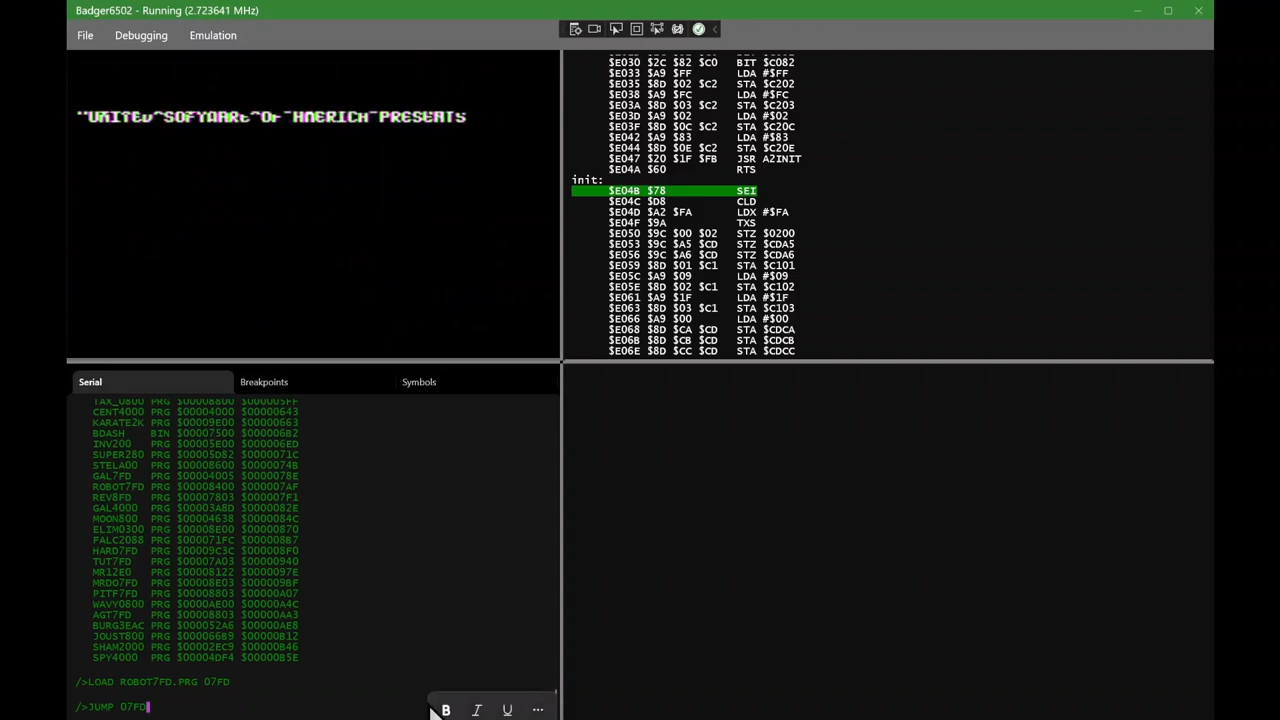 Badger6502 - Running (2.723641 MHz)
File Debugging Emulation
"UNITED^SOFYAARE^OF AMERICA PRESENTS
$E030 $2C $82 $C0 BIT $C082
$E033 $A9 $FF LDA #$FF
$E035 $8D $02 $C2 STA $C202
$E038 $A9 $FC LDA #$FC
$E03A $8D $03 $C2 STA $C203
$E03D $A9 $02 LDA #$02
$E03F $8D $0C $C2 STA $C20C
$E042 $A9 $83 LDA #$83
$E044 $8D $0E $C2 STA $C20E
$E047 $20 $1F $FB JSR A2INIT
$E04A $60 RTS
init:
$E04B $78 SEI
$E04C $D8 CLD
$E04D $A2 $FA LDX #$FA
$E04F $9A TXS
$E050 $9C $00 $02 STZ $0200
$E053 $9C $A5 $CD STZ $CDA5
$E056 $9C $A6 $CD STZ $CDA6
$E059 $8D $01 $C1 STA $C101
$E05C $A9 $09 LDA #$09
$E05E $8D $02 $C1 STA $C102
$E061 $A9 $1F LDA #$1F
$E063 $8D $03 $C1 STA $C103
$E066 $A9 $00 LDA #$00
$E068 $8D $CA $CD STA $CDCA
$E06B $8D $CB $CD STA $CDCB
$E06E $8D $CC $CD STA $CDCC
Serial Breakpoints Symbols
TAX_0800 PRG $00008800 $000005FF
CENT4000 PRG $00004000 $00000643
KARATE2K PRG $00009E00 $00000663
BDASH BIN $00007500 $000006B2
INV200 PRG $00005E00 $000006ED
SUPER280 PRG $00005D82 $0000071C
STELA00 PRG $00008600 $0000074B
GAL7FD PRG $00004005 $0000078E
ROBOT7FD PRG $00008400 $000007AF
REV8FD PRG $00007803 $000007F1
GAL4000 PRG $00003A8D $0000082E
MOON800 PRG $00004638 $0000084C
ELIM0300 PRG $00008E00 $00000870
FALC2088 PRG $000071FC $000008B7
HARD7FD PRG $00009C3C $000008F0
TUT7FD PRG $00007A03 $00000940
MR12E0 PRG $00008122 $0000097E
MRDO7FD PRG $00008E03 $000009BF
PITF7FD PRG $00008803 $00000A07
WAVY0800 PRG $0000AE00 $00000A4C
AGT7FD PRG $00008803 $00000AA3
BURG3EAC PRG $000052A6 $00000AE8
JOUST800 PRG $000066B9 $00000B12
SHAM2000 PRG $00002EC9 $00000B46
SPY4000 PRG $00004DF4 $00000B5E
/>LOAD ROBOT7FD.PRG 07FD
/>JUMP 07FD
B I U ...